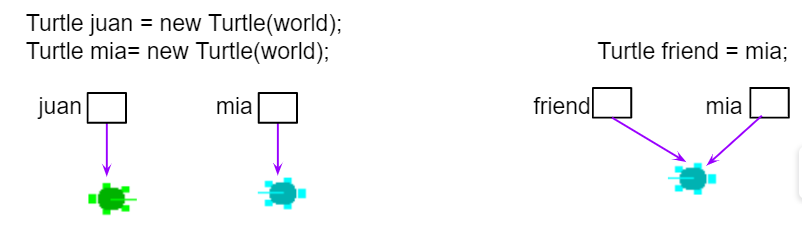 Turtle juan = new Turtle(world);
Turtle mia= new Turtle(world);
Turtle friend = mia;
juan
mia
friend
mia